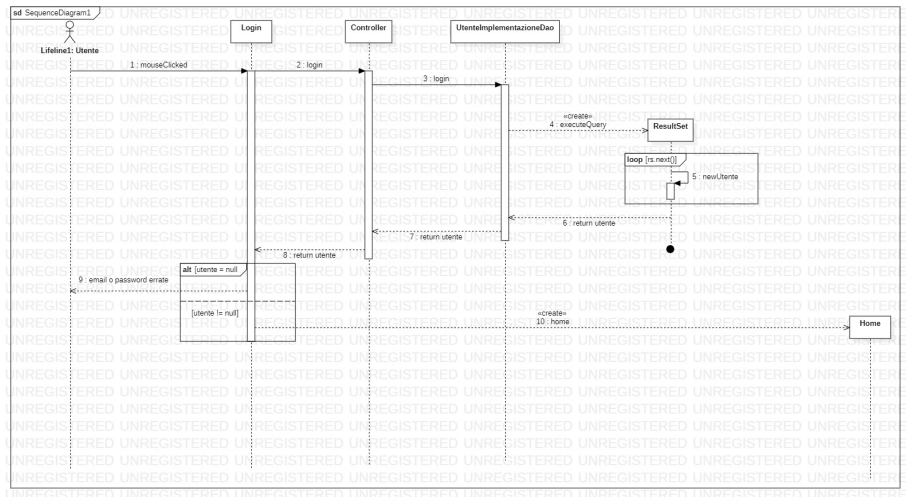 sd SequenceDiagram1
Lifeline1: Utente
Login
Controller
UtenteImplementazioneDao
1 : mouseClicked
2 : login
3 : login
«create»
4 : executeQuery
ResultSet
loop [rs.next()]
5 : newUtente
6 : return utente
7 : return utente
8 : return utente
alt [utente = null
9 : email o password errate
[utente != null]
«create»
10 : home
Home
UNREGISTERED